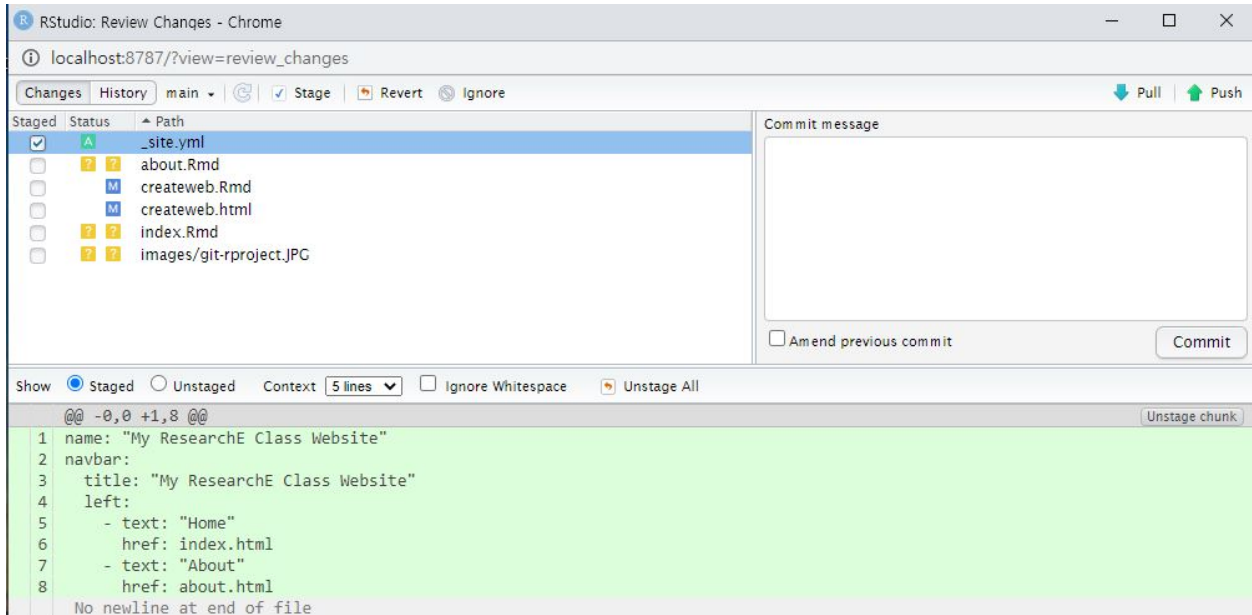 R RStudio: Review Changes - Chrome
localhost:8787/?view=review_changes
Changes History main Stage Revert Ignore Pull Push
Staged Status Path
A _site.yml
? ? about.Rmd
M createweb.Rmd
M createweb.html
? ? index.Rmd
? ? images/git-rproject.JPG
Commit message
Amend previous commit Commit
Show Staged Unstaged Context 5 lines Ignore Whitespace Unstage All
@@ -0,0 +1,8 @@ Unstage chunk
1 name: "My ResearchE Class Website"
2 navbar:
3 title: "My ResearchE Class Website"
4 left:
5 - text: "Home"
6 href: index.html
7 - text: "About"
8 href: about.html
No newline at end of file